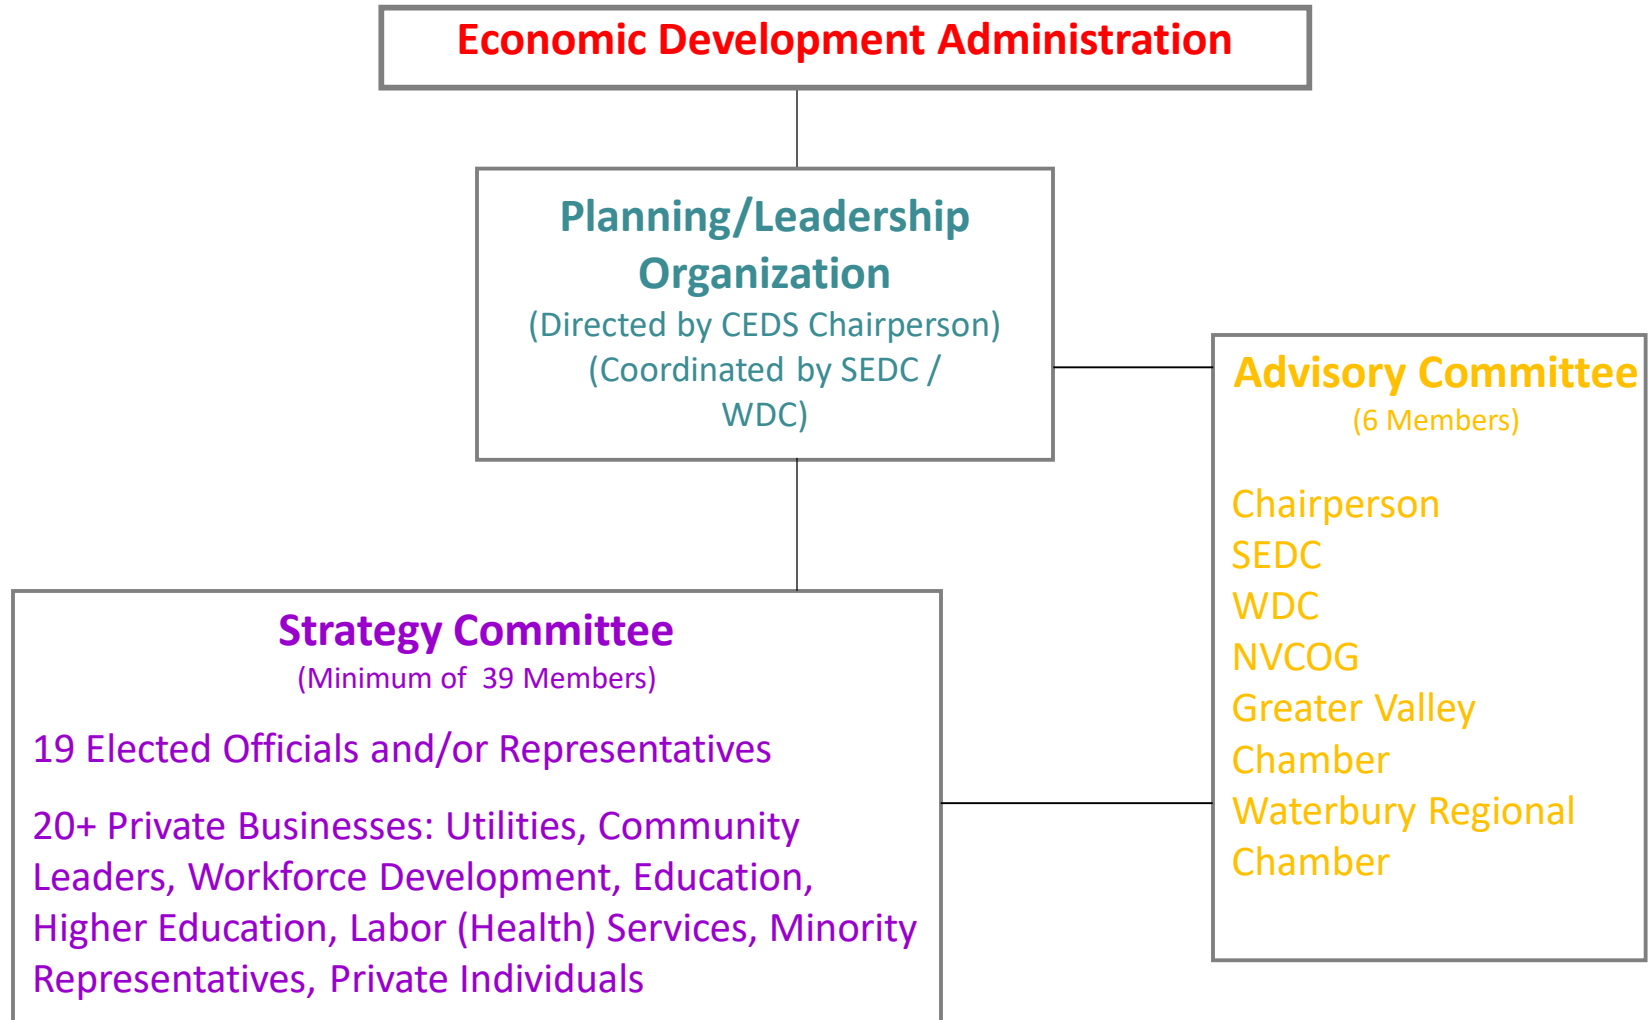 Economic Development Administration
Planning/Leadership
Organization
(Directed by CEDS Chairperson)
(Coordinated by SEDC /
WDC)
Advisory Committee
(6 Members)
Chairperson
SEDC
WDC
NVCOG
Greater Valley
Chamber
Waterbury Regional
Chamber
Strategy Committee
(Minimum of 39 Members)
19 Elected Officials and/or Representatives
20+ Private Businesses: Utilities, Community
Leaders, Workforce Development, Education,
Higher Education, Labor (Health) Services, Minority
Representatives, Private Individuals